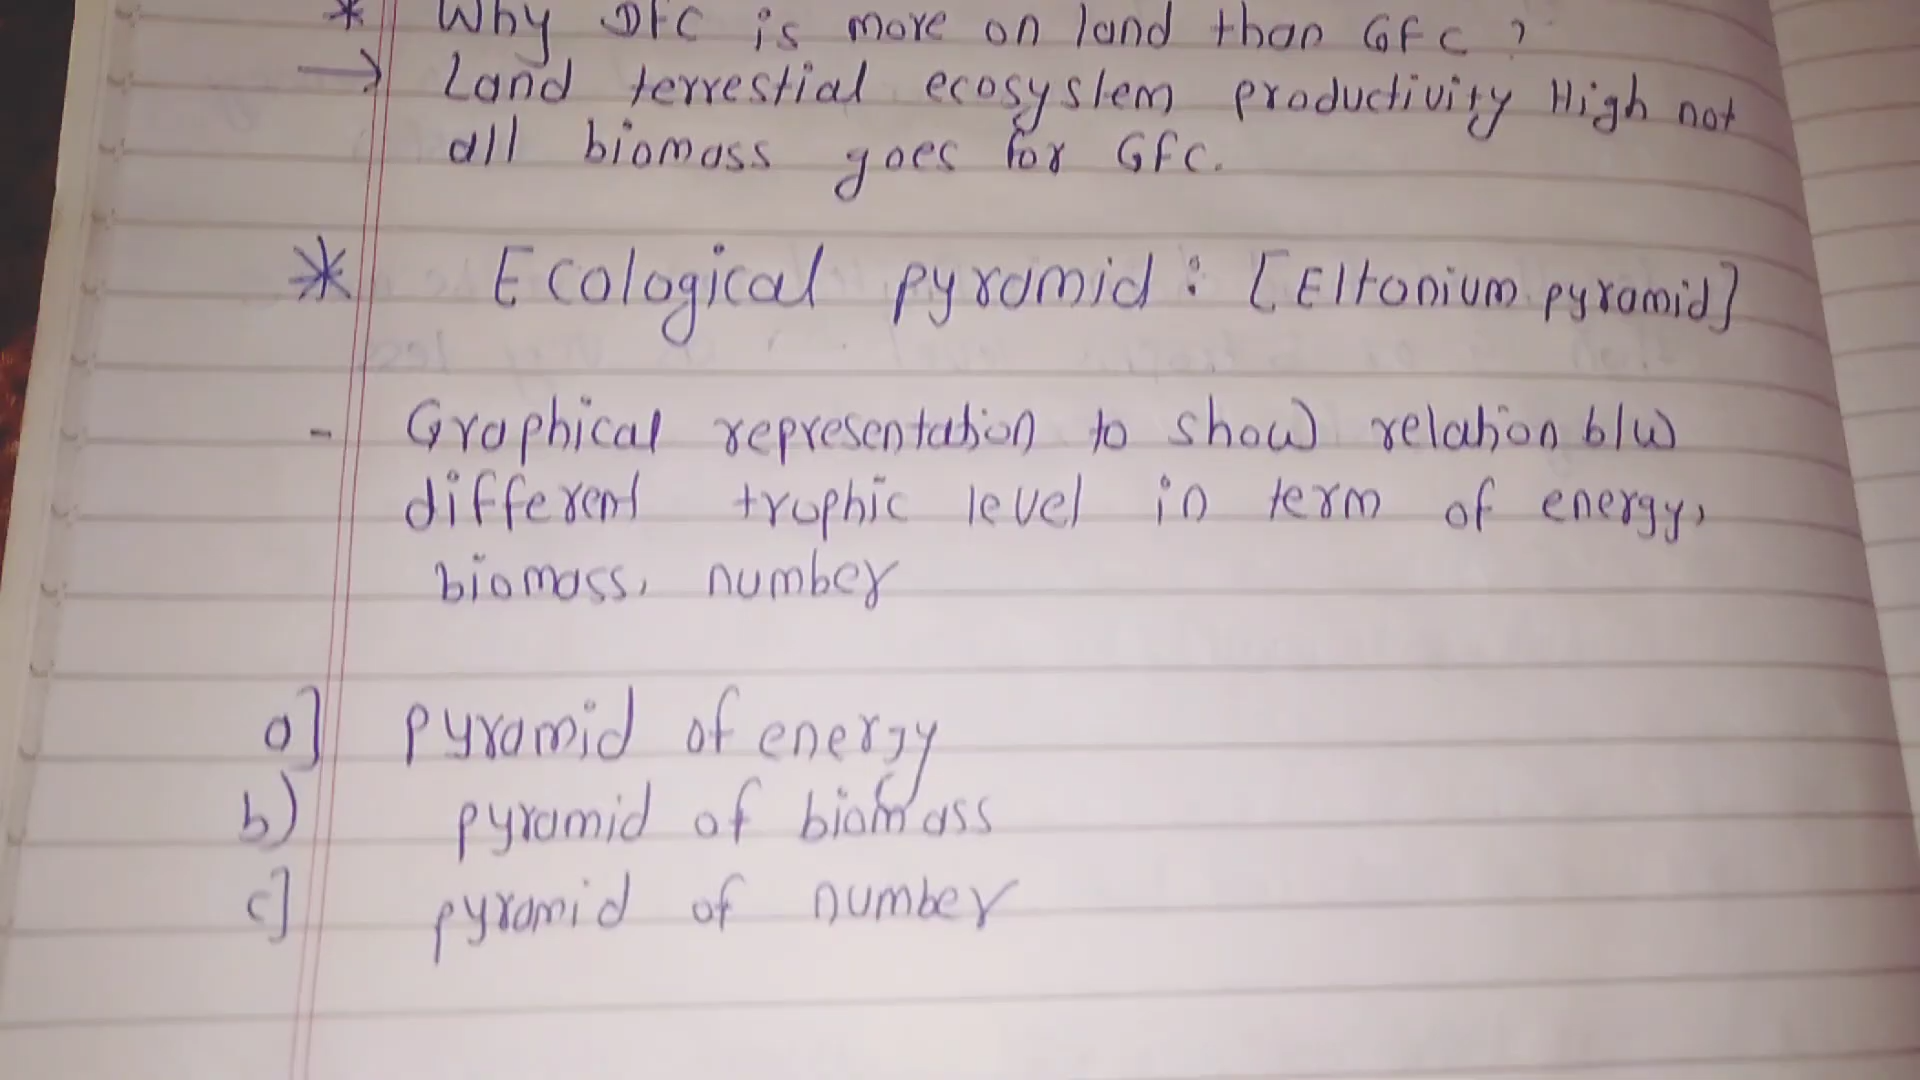 * Why DFC is more on land than GFC ?
→ Land terrestial ecosystem productivity High not
all biomass goes for GFC.
* Ecological pyramid : [Eltonium pyramid]
- Graphical representation to show relation b/w
different trophic level in term of energy,
biomass, number
a] pyramid of energy
b) pyramid of biomass
c] pyramid of number